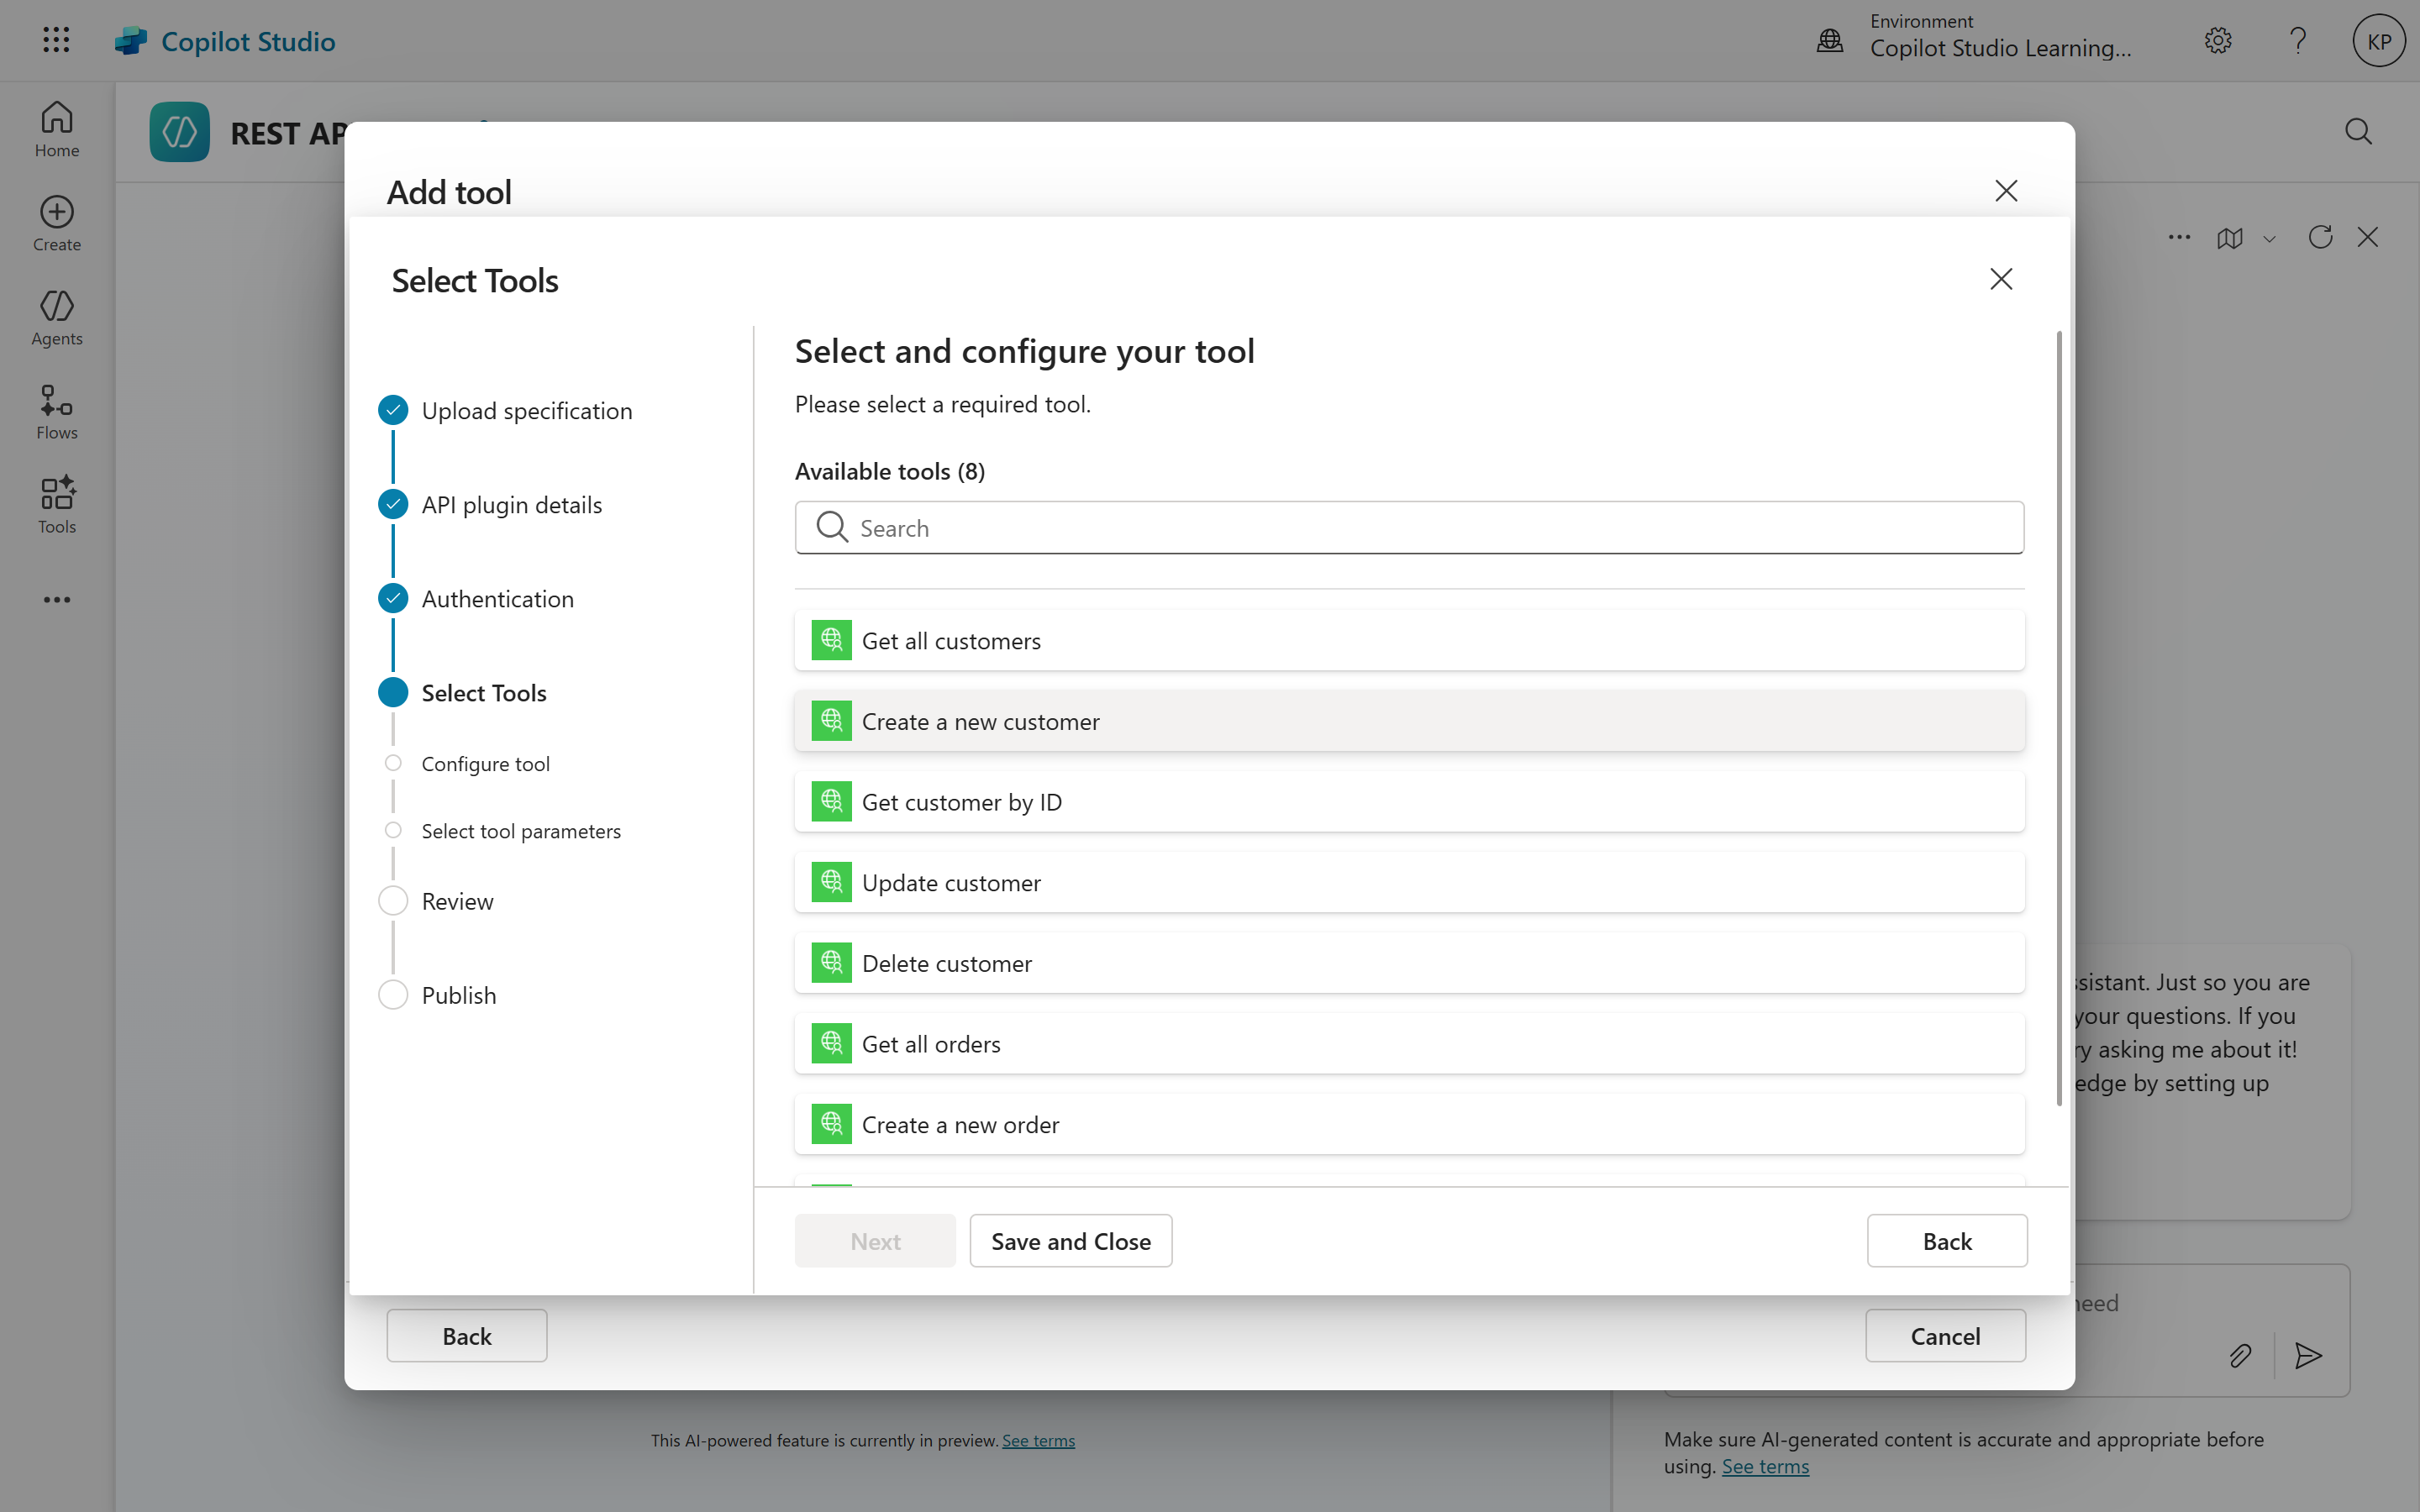 Copilot Studio
Environment
Copilot Studio Learning...
KP
Home
Create
Agents
Flows
Tools
REST AP
Add tool
Select Tools
Upload specification
API plugin details
Authentication
Select Tools
Configure tool
Select tool parameters
Review
Publish
Select and configure your tool
Please select a required tool.
Available tools (8)
Search
Get all customers
Create a new customer
Get customer by ID
Update customer
Delete customer
Get all orders
Create a new order
Next
Save and Close
Back
Back
Cancel
sistant. Just so you are
your questions. If you
ry asking me about it!
edge by setting up
need
This AI-powered feature is currently in preview. See terms
Make sure AI-generated content is accurate and appropriate before
using. See terms